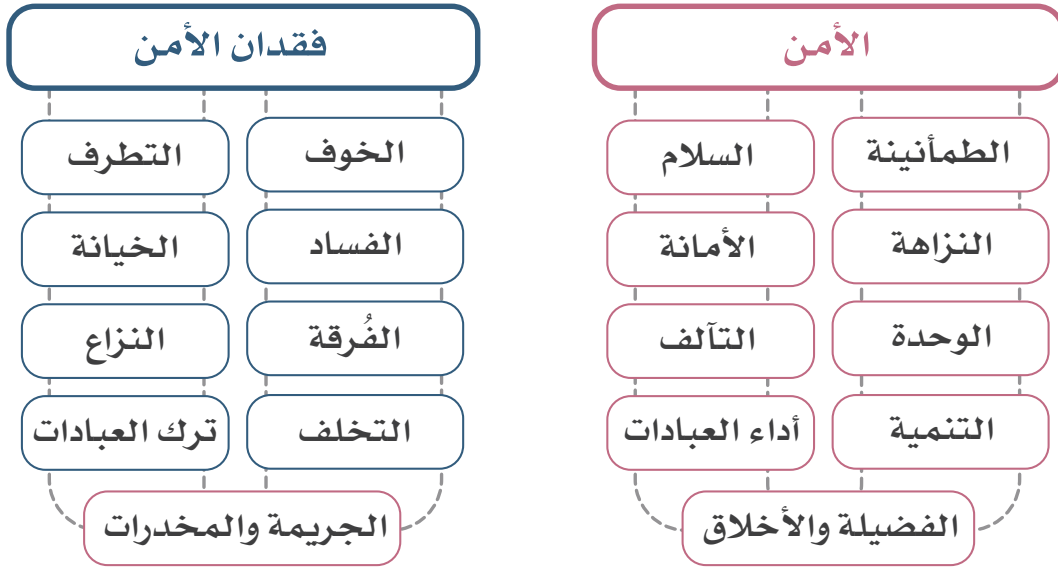 الأمن
الطمأنينة
السلام
النزاهة
الأمانة
الوحدة
التآلف
التنمية
أداء العبادات
الفضيلة والأخلاق
فقدان الأمن
الخوف
التطرف
الفساد
الخيانة
الفُرقة
النزاع
التخلف
ترك العبادات
الجريمة والمخدرات